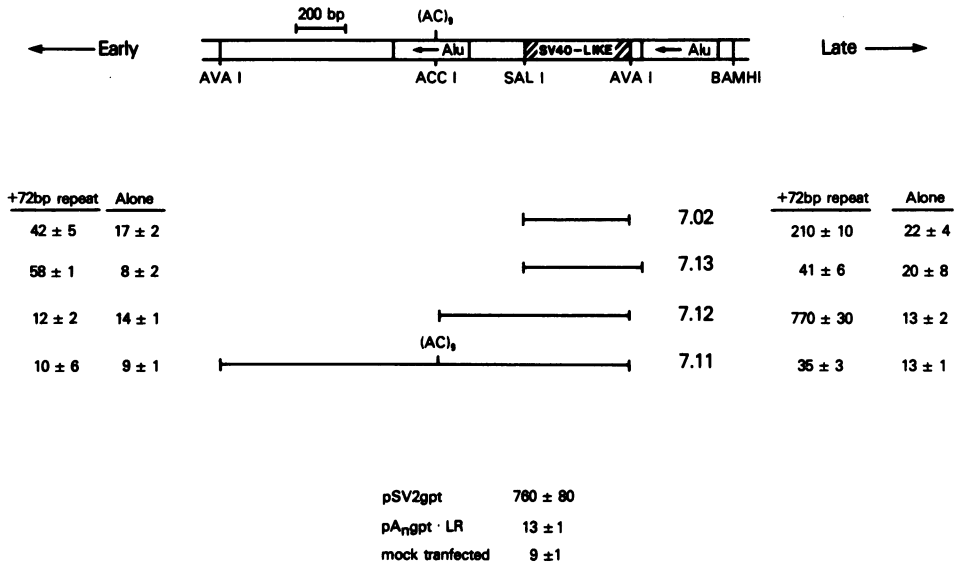 200 bp (AC)₉
← Early ← Alu SV40-LIKE ← Alu Late →
AVA I ACC I SAL I AVA I BAMHI
+72bp repeat Alone +72bp repeat Alone
42 ± 5 17 ± 2 7.02 210 ± 10 22 ± 4
58 ± 1 8 ± 2 7.13 41 ± 6 20 ± 8
12 ± 2 14 ± 1 7.12 770 ± 30 13 ± 2
(AC)₉
10 ± 6 9 ± 1 7.11 35 ± 3 13 ± 1
pSV2gpt 760 ± 80
pAₙgpt · LR 13 ± 1
mock tranfected 9 ±1